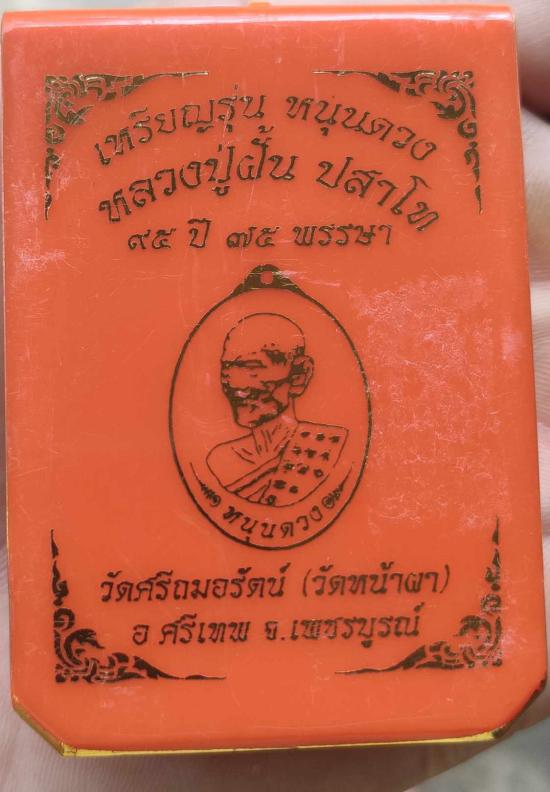 เหรียญรุ่น หนุนดวง
หลวงปู่ฝั้น ปสาโท
๙๕ ปี ๗๕ พรรษา
หนุนดวง
วัดศรีถมอรัตน์ (วัดหน้าผา)
อ ศรีเทพ จ.เพชรบูรณ์